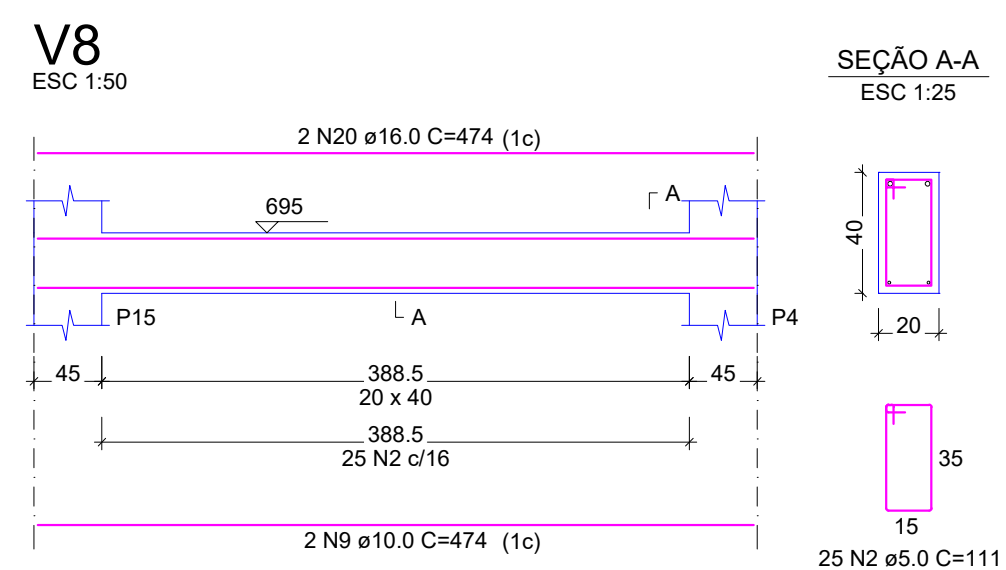 V8
ESC 1:50
SEÇÃO A-A
ESC 1:25
2 N20 ø16.0 C=474 (1c)
695
A
A
P15
P4
45
388.5
45
20 x 40
388.5
25 N2 c/16
2 N9 ø10.0 C=474 (1c)
40
20
35
15
25 N2 ø5.0 C=111